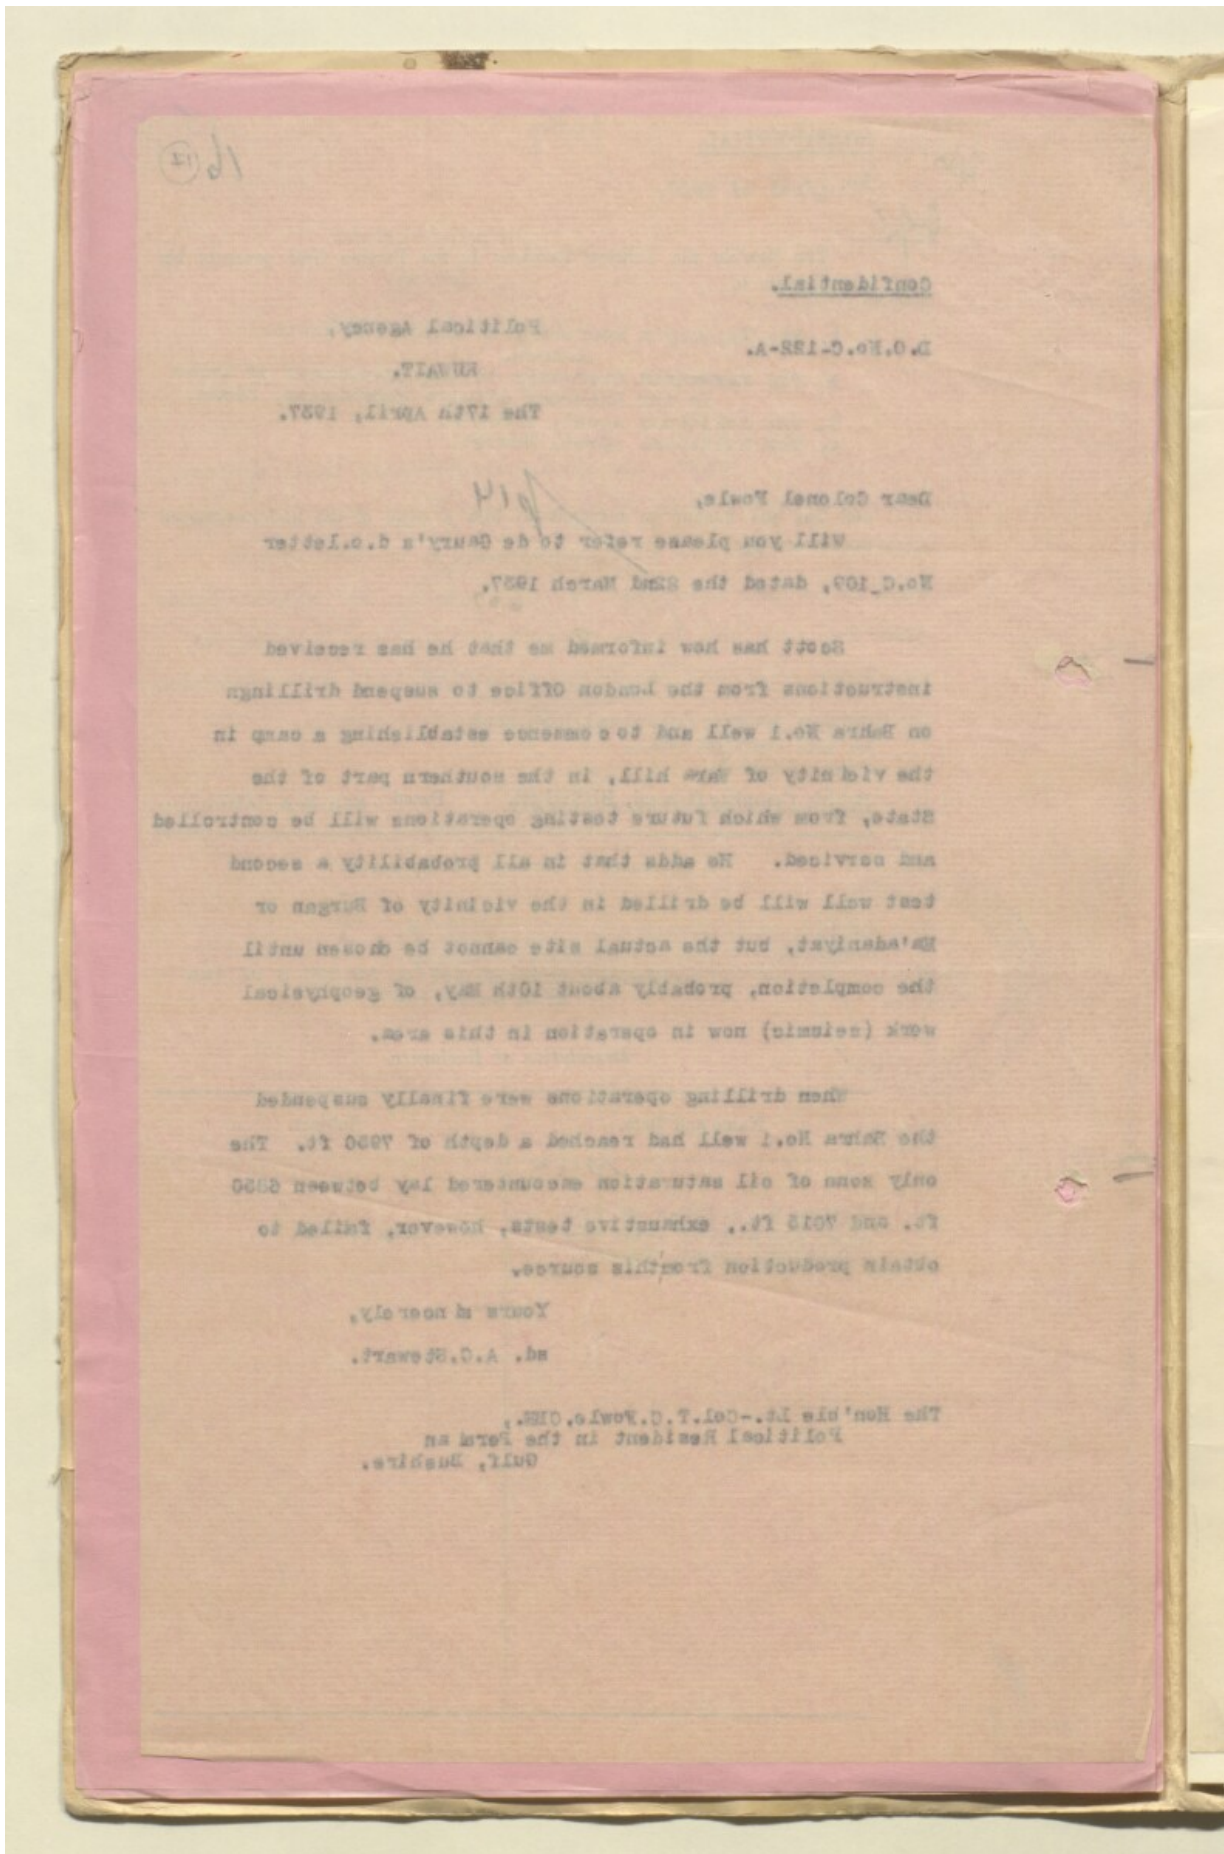 16
12
Confidential.
D.O.No.C-122-A.
Political Agency,
KUWAIT.
The 17th April, 1937.
p14
Dear Colonel Fowle,
Will you please refer to de Gaury's d.o.letter
No.C_109, dated the 22nd March 1937.
Scott has how informed me that he has received
instructions from the London Office to suspend drillingn
on Bahra No.1 well and to commence establishing a camp in
the vicinity of Wara hill, in the southern part of the
State, from which future testing operations will be controlled
and serviced. He adds that in all probability a second
test well will be drilled in the vicinity of Burgan or
Ma'adaniyat, but the actual site cannot be chosen until
the completion, probably about 10th May, of geophysical
work (seismic) now in operation in this area.
When drilling operations were finally suspended
the Bahra No.1 well had reached a depth of 7950 ft. The
only zone of oil saturation encountered lay between
ft. and 7015 ft., exhaustive tests, however, failed to
obtain production from this source.
Yours sincerely,
sd. A.C.Stewart.
The Hon'ble Lt.-Col.T.C.Fowle, CBE.,
Political Resident in the Persian
Gulf, Bushire.